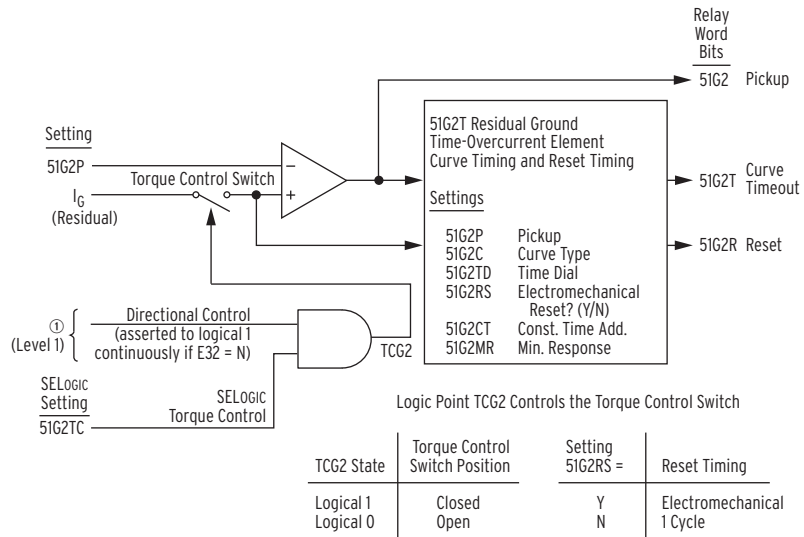 Relay
Word
Bits
51G2 Pickup
51G2T Residual Ground
Time-Overcurrent Element
Curve Timing and Reset Timing
Setting
51G2P
Torque Control Switch
−
+
IG
(Residual)
51G2T Curve
Timeout
Settings
51G2P Pickup
51G2C Curve Type
51G2TD Time Dial
51G2RS Electromechanical
Reset? (Y/N)
51G2CT Const. Time Add.
51G2MR Min. Response
51G2R Reset
①
(Level 1)
Directional Control
(asserted to logical 1
continuously if E32 = N)
TCG2
SELOGIC
Setting
51G2TC
SELOGIC
Torque Control
Logic Point TCG2 Controls the Torque Control Switch
TCG2 State
Torque Control
Switch Position
Logical 1 Closed
Logical 0 Open
Setting
51G2RS =
Reset Timing
Y Electromechanical
N 1 Cycle